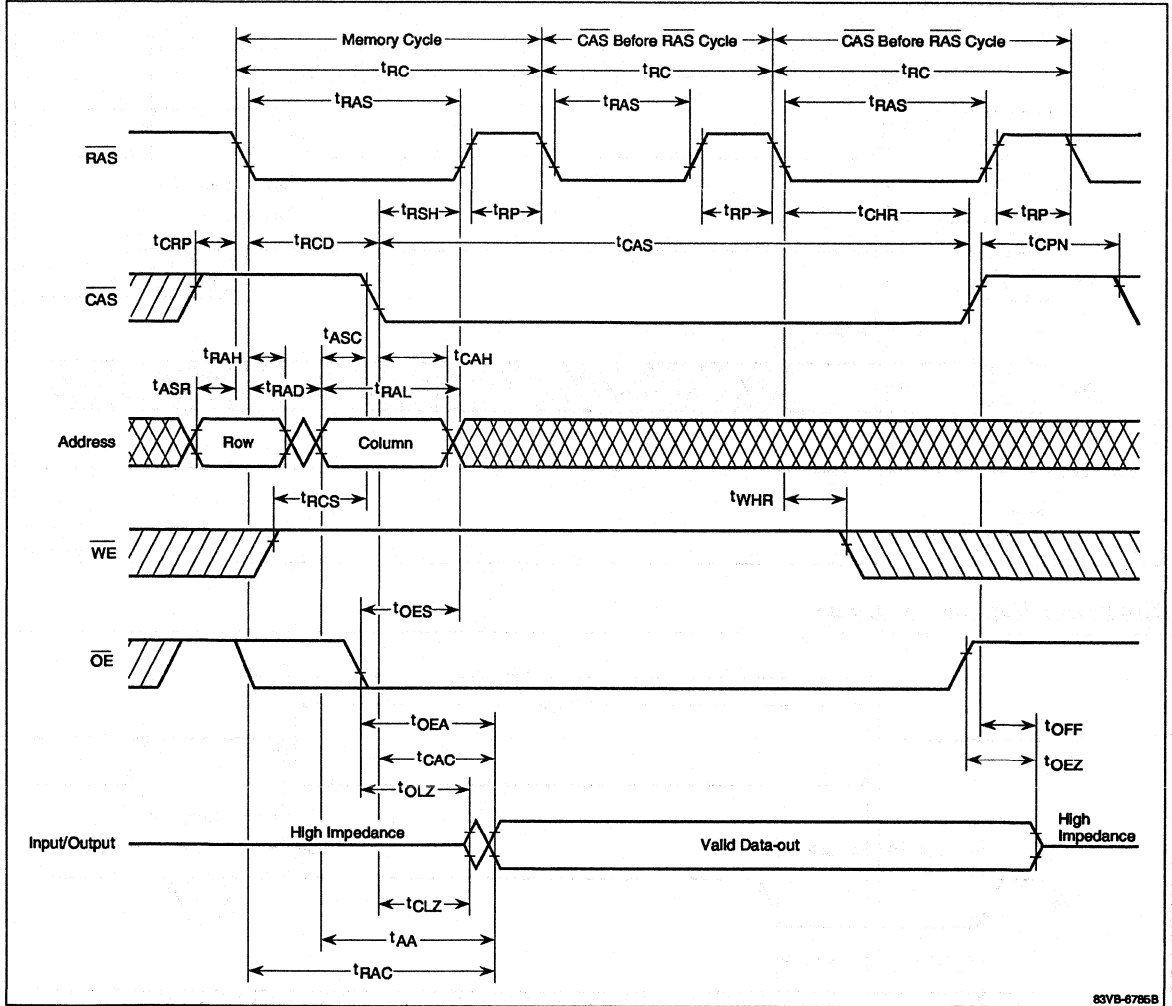 Memory Cycle CAS Before RAS Cycle CAS Before RAS Cycle
tRC tRC tRC
tRAS tRAS tRAS
RAS
tRSH tRP tRP tCHR tRP
tCRP tRCD tCAS tCPN
CAS
tASC
tRAH tCAH
tASR tRAD tRAL
Address Row Column
tRCS tWHR
WE
tOES
OE
tOEA tOFF
tCAC tOEZ
tOLZ
Input/Output High Impedance Valid Data-out High Impedance
tCLZ
tAA
tRAC
83VB-6785B